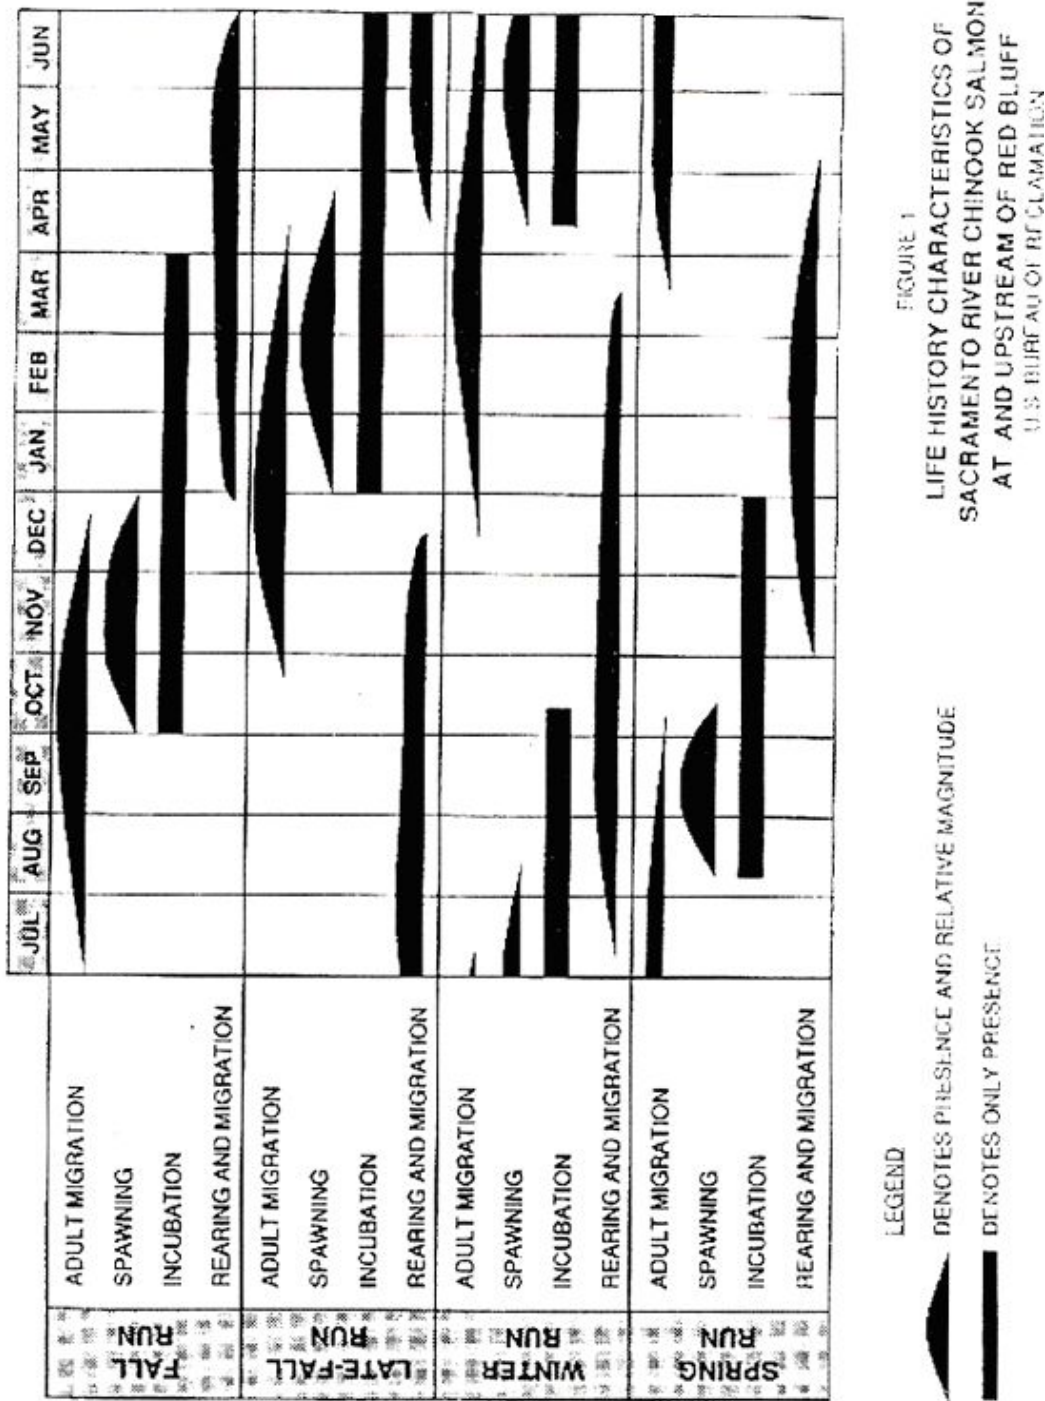 JUL AUG SEP OCT NOV DEC JAN FEB MAR APR MAY JUN
FALL RUN
ADULT MIGRATION
SPAWNING
INCUBATION
REARING AND MIGRATION
LATE-FALL RUN
ADULT MIGRATION
SPAWNING
INCUBATION
REARING AND MIGRATION
WINTER RUN
ADULT MIGRATION
SPAWNING
INCUBATION
REARING AND MIGRATION
SPRING RUN
ADULT MIGRATION
SPAWNING
INCUBATION
REARING AND MIGRATION
LEGEND
DENOTES PRESENCE AND RELATIVE MAGNITUDE
DENOTES ONLY PRESENCE
FIGURE 1
LIFE HISTORY CHARACTERISTICS OF
SACRAMENTO RIVER CHINOOK SALMON
AT AND UPSTREAM OF RED BLUFF
U.S. BUREAU OF RECLAMATION